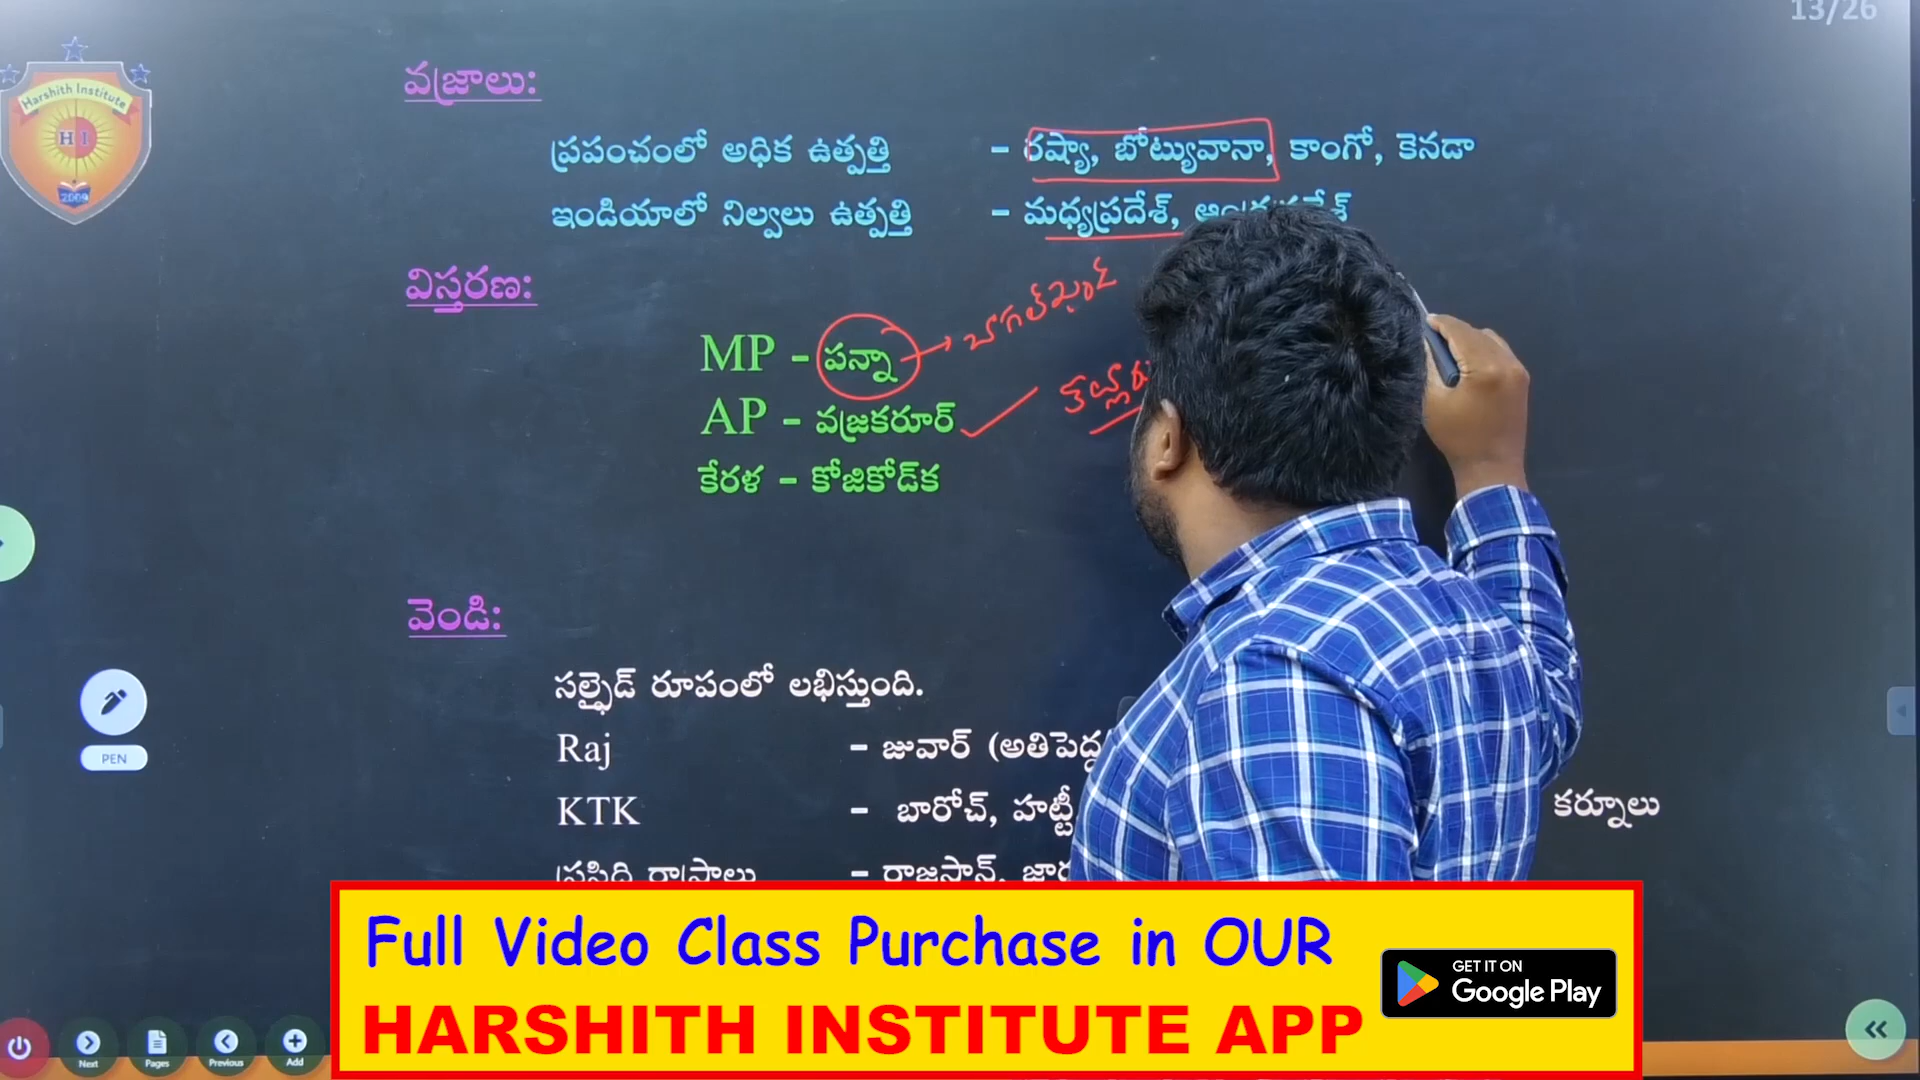 13/26
Harshith Institute
H I
2009
వజ్రాలు:
ప్రపంచంలో అధిక ఉత్పత్తి – రష్యా, బోట్యువానా, కాంగో, కెనడా
ఇండియాలో నిల్వలు ఉత్పత్తి – మధ్యప్రదేశ్,
విస్తరణ:
MP – పన్నా
AP – వజ్రకరూర్
కేరళ – కోజికోడ్‌క
వెండి:
సల్ఫైడ్ రూపంలో లభిస్తుంది.
Raj – జువార్ (అతిపెద్ద
KTK – బారోచ్, హట్టీ కర్నూలు
PEN
Full Video Class Purchase in OUR
HARSHITH INSTITUTE APP
GET IT ON
Google Play
Next
Pages
Previous
Add